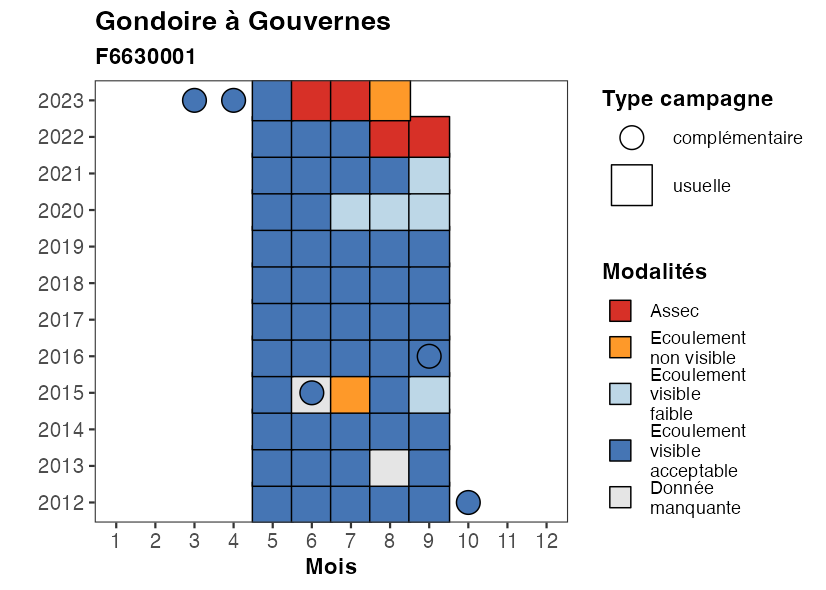 Gondoire à Gouvernes
F6630001
2023
2022
2021
2020
2019
2018
2017
2016
2015
2014
2013
2012
1 2 3 4 5 6 7 8 9 10 11 12
Mois
Type campagne
complémentaire
usuelle
Modalités
Assec
Ecoulement
non visible
Ecoulement
visible
faible
Ecoulement
visible
acceptable
Donnée
manquante